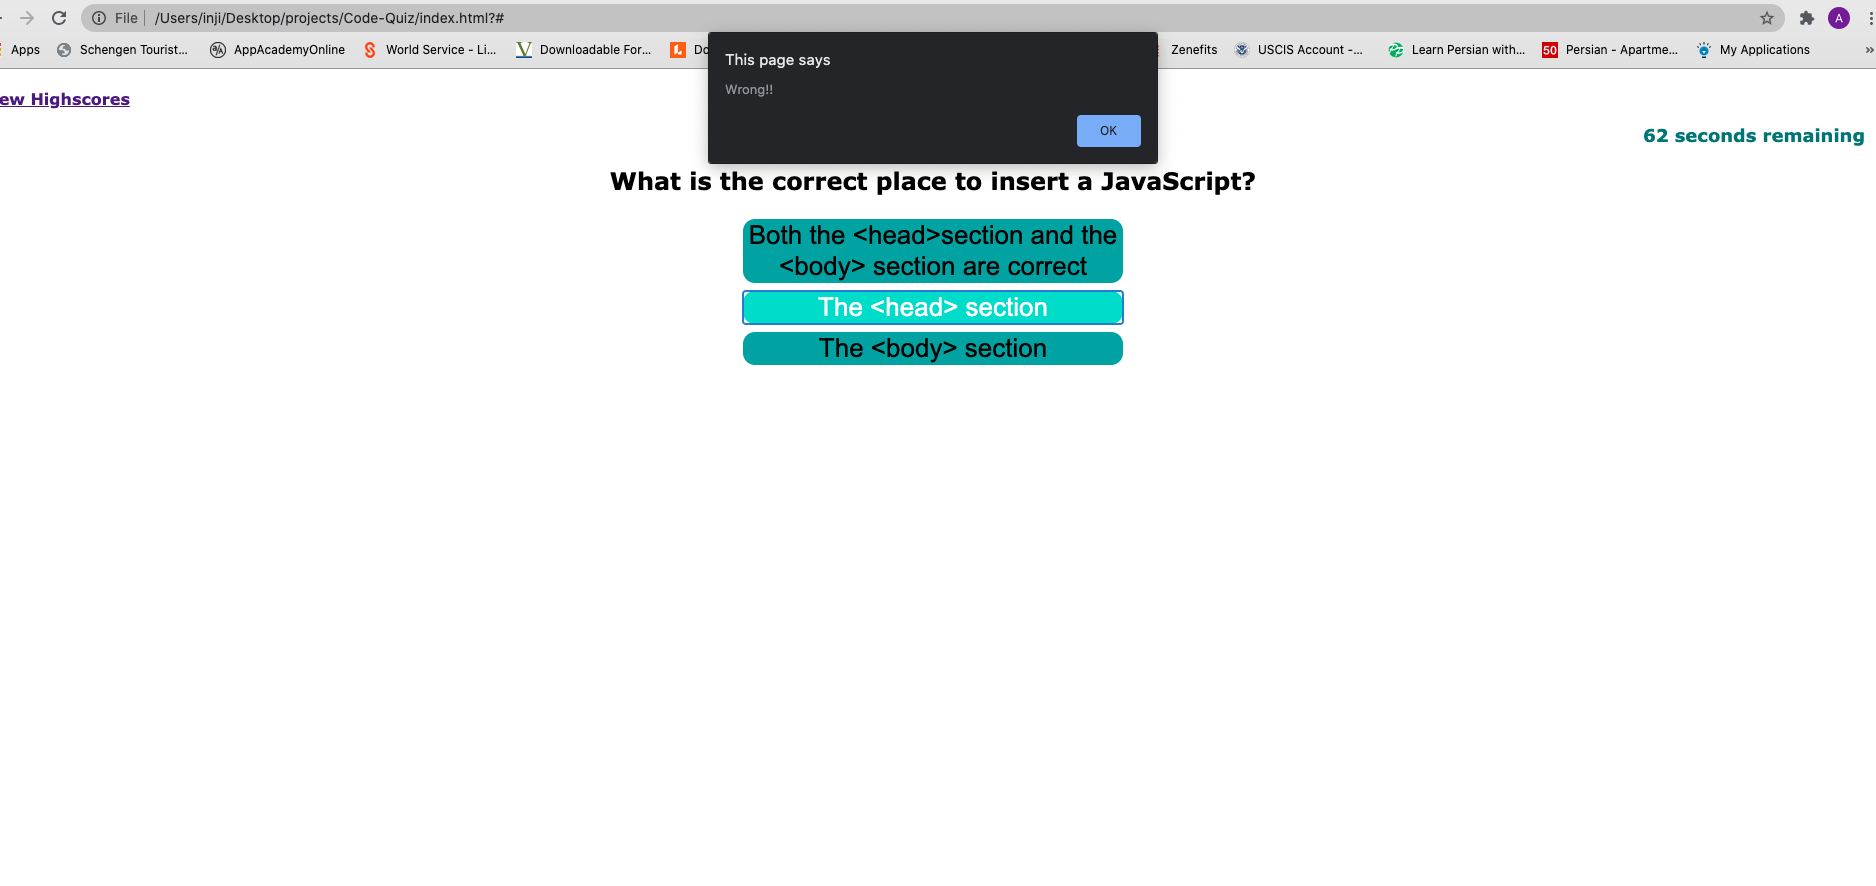 File /Users/inji/Desktop/projects/Code-Quiz/index.html?#
A
Apps Schengen Tourist... AppAcademyOnline World Service - Li... Downloadable For... Do Zenefits USCIS Account -... Learn Persian with... 50 Persian - Apartme... My Applications »
This page says
Wrong!!
OK
ew Highscores
62 seconds remaining
What is the correct place to insert a JavaScript?
Both the <head>section and the
<body> section are correct
The <head> section
The <body> section